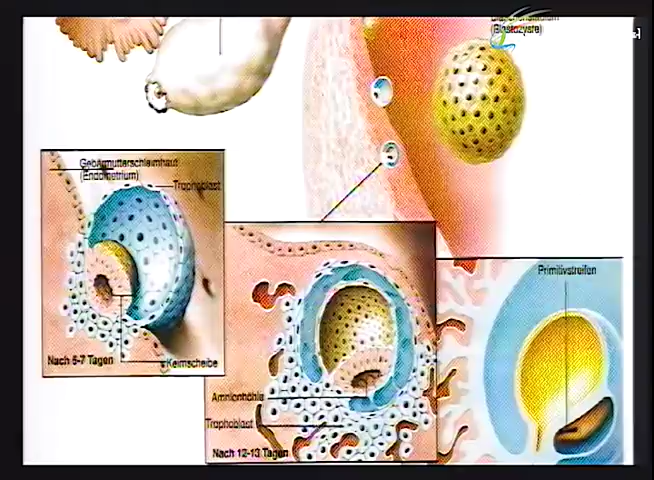 (Blastozyste)
Gebärmutterschleimhaut
(Endometrium)
Trophoblast
Primitivstreifen
Nach 6-7 Tagen
Keimscheibe
Amnionhöhle
Trophoblast
Nach 12-13 Tagen